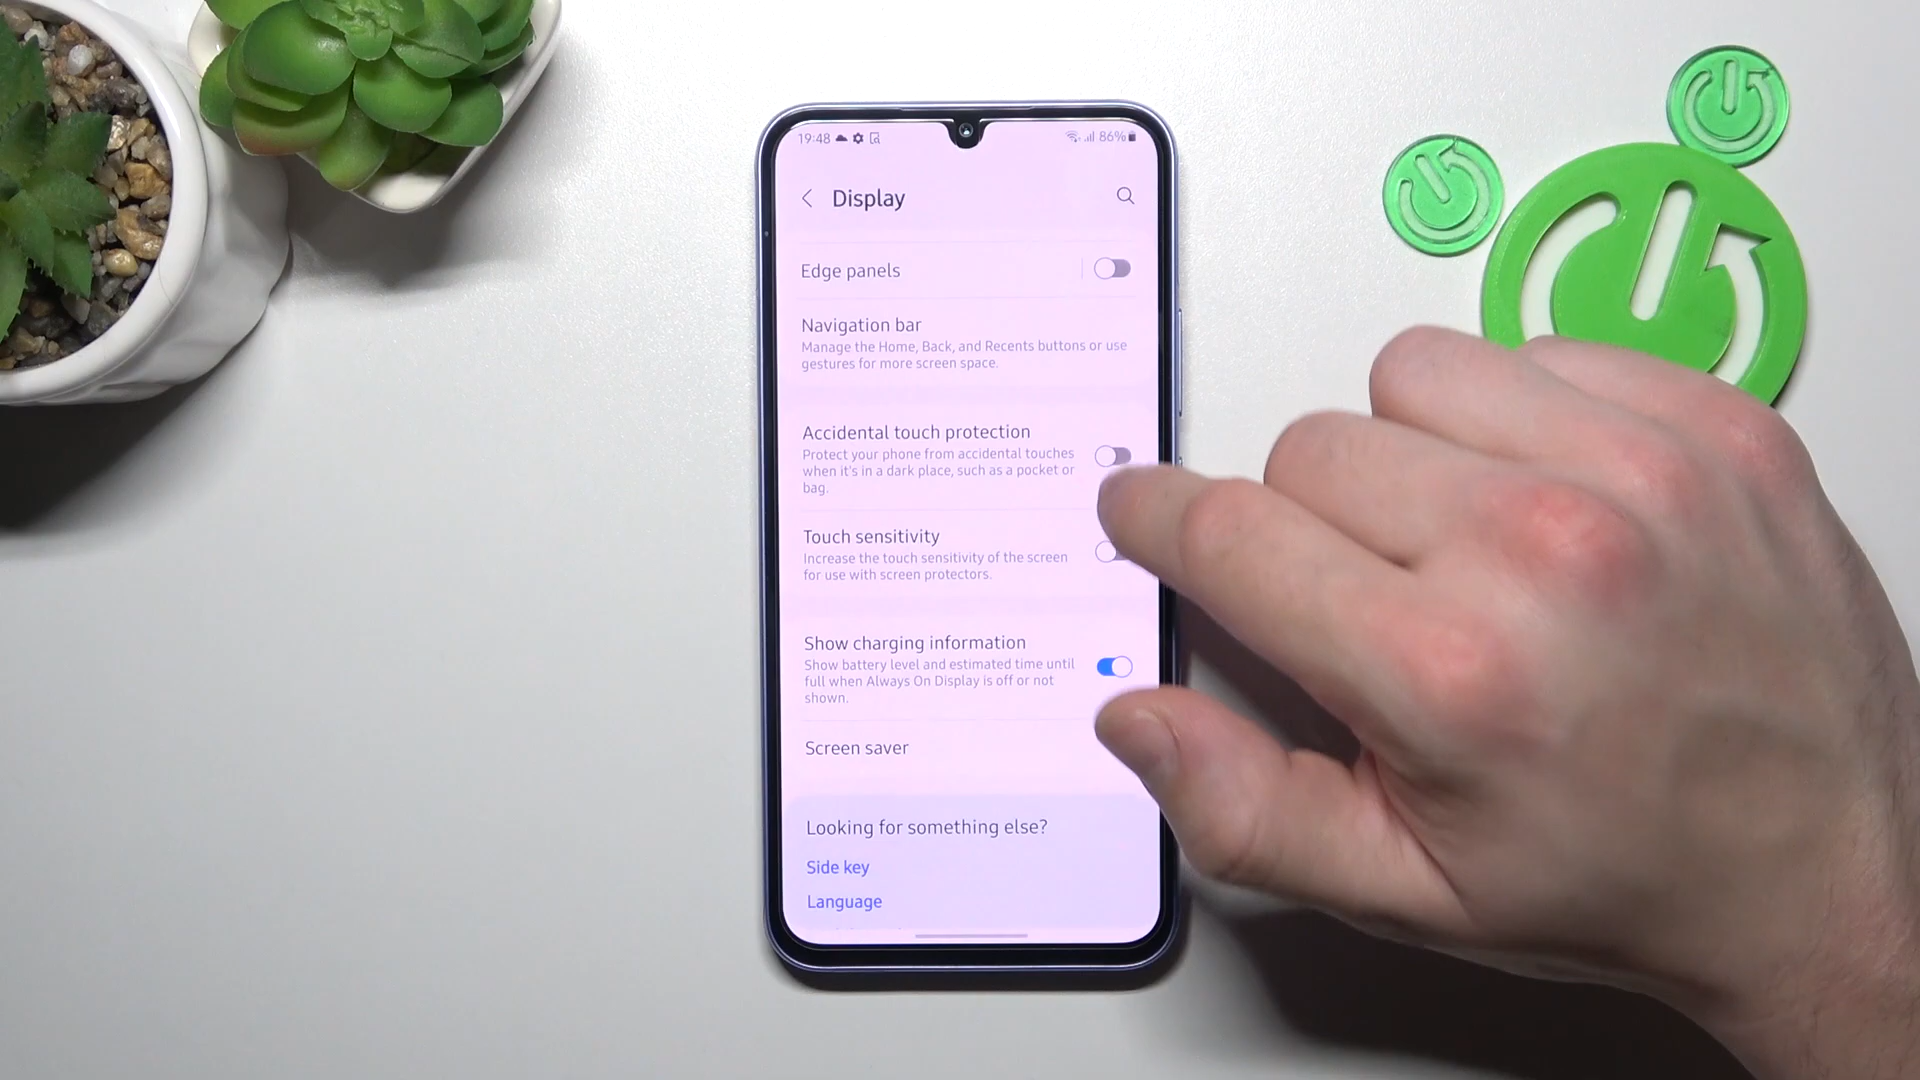 19:48 86%
Display
Edge panels
Navigation bar
Manage the Home, Back, and Recents buttons or use
gestures for more screen space.
Accidental touch protection
Protect your phone from accidental touches
when it's in a dark place, such as a pocket or
bag.
Touch sensitivity
Increase the touch sensitivity of the screen
for use with screen protectors.
Show charging information
Show battery level and estimated time until
full when Always On Display is off or not
shown.
Screen saver
Looking for something else?
Side key
Language